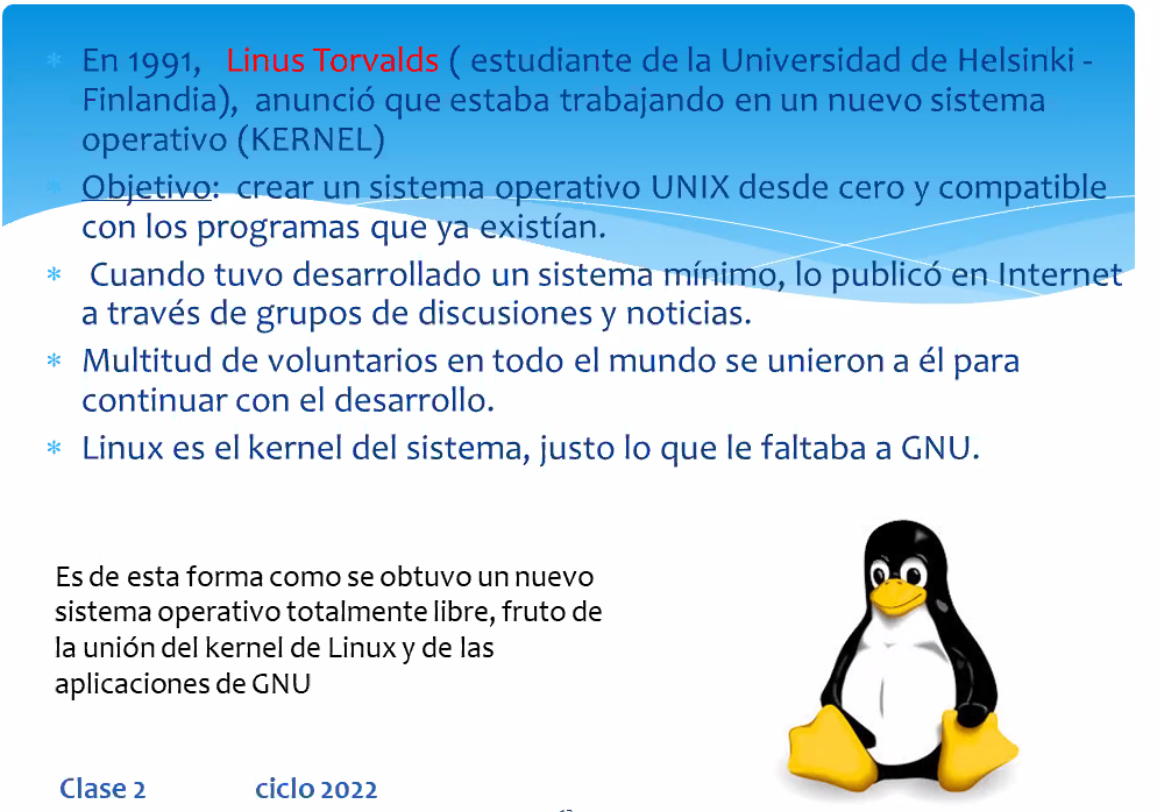 * En 1991, Linus Torvalds ( estudiante de la Universidad de Helsinki -
Finlandia), anunció que estaba trabajando en un nuevo sistema
operativo (KERNEL)
* Objetivo: crear un sistema operativo UNIX desde cero y compatible
con los programas que ya existían.
* Cuando tuvo desarrollado un sistema mínimo, lo publicó en Internet
a través de grupos de discusiones y noticias.
* Multitud de voluntarios en todo el mundo se unieron a él para
continuar con el desarrollo.
* Linux es el kernel del sistema, justo lo que le faltaba a GNU.
Es de esta forma como se obtuvo un nuevo
sistema operativo totalmente libre, fruto de
la unión del kernel de Linux y de las
aplicaciones de GNU
Clase 2 ciclo 2022